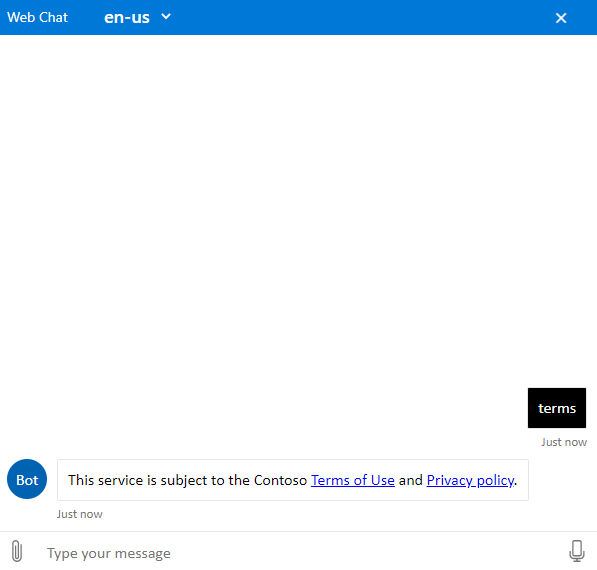 Web Chat en-us
terms
Just now
Bot
This service is subject to the Contoso Terms of Use and Privacy policy.
Just now
Type your message